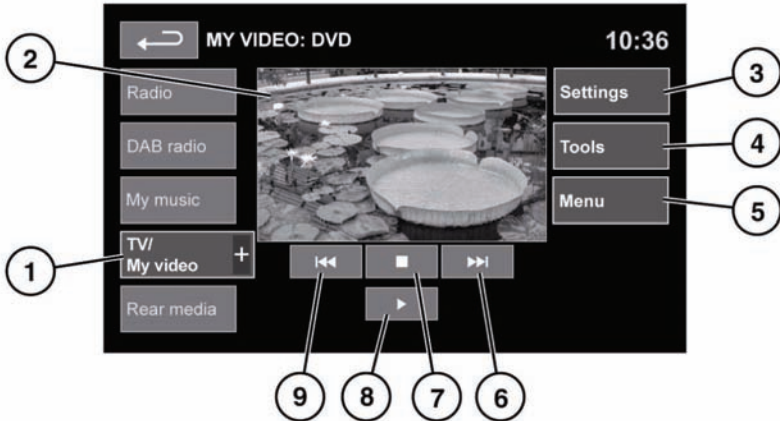 MY VIDEO: DVD
10:36
2
3
Radio
Settings
DAB radio
Tools
4
My music
Menu
5
1
TV/
My video +
Rear media
9
8
7
6